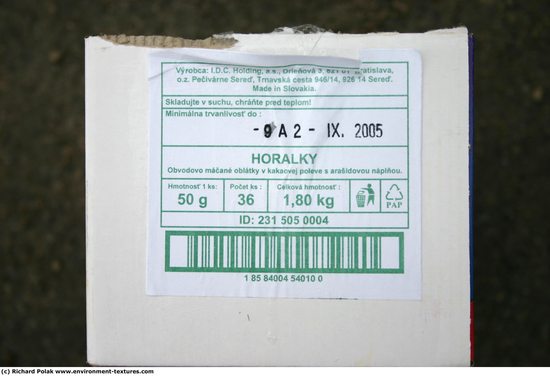 Výrobca: I.D.C. Holding, a.s., Drieňová 3, 821 01 Bratislava,
o.z. Pečivárne Sereď, Trnavská cesta 946/14, 926 14 Sereď.
Made in Slovakia.
Skladujte v suchu, chráňte pred teplom!
Minimálna trvanlivosť do :
- 9 A 2 - IX. 2005
HORALKY
Obvodovo máčané oblátky v kakaovej poleve s arašidovou náplňou.
Hmotnosť 1 ks: Počet ks : Celková hmotnosť :
50 g 36 1,80 kg
PAP
ID: 231 505 0004
1 85 84004 54010 0
(c) Richard Polak www.environment-textures.com